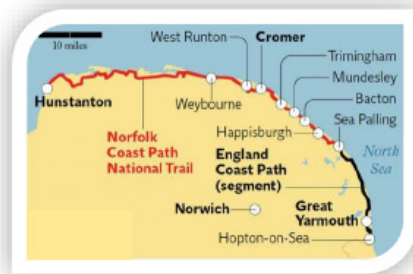 10 miles
West Runton
Cromer
Trimingham
Mundesley
Bacton
Sea Palling
Hunstanton
Weybourne
Happisburgh
Norfolk
Coast Path
National Trail
England
Coast Path
(segment)
North
Sea
Norwich
Great
Yarmouth
Hopton-on-Sea